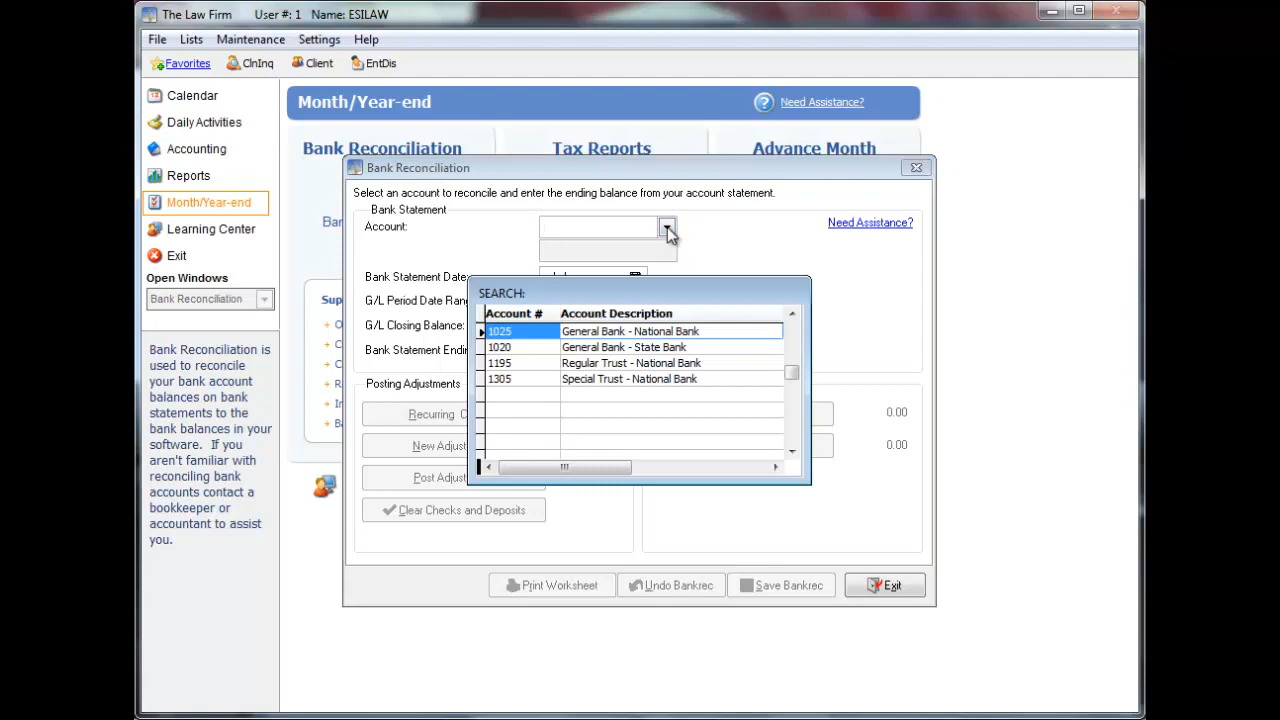 The Law Firm User #: 1 Name: ESILAW
File Lists Maintenance Settings Help
Favorites ClnInq Client EntDis
Calendar
Daily Activities
Accounting
Reports
Month/Year-end
Learning Center
Exit
Open Windows
Bank Reconciliation
Bank Reconciliation is
used to reconcile
your bank account
balances on bank
statements to the
bank balances in your
software. If you
aren't familiar with
reconciling bank
accounts contact a
bookkeeper or
accountant to assist
you.
Month/Year-end Need Assistance?
Bank Reconciliation Tax Reports Advance Month
Bank Reconciliation
Select an account to reconcile and enter the ending balance from your account statement.
Bank Statement
Account: Need Assistance?
Bank Statement Date:
G/L Period Date Rang
G/L Closing Balance:
Bank Statement Endi
SEARCH:
Account # Account Description
1025 General Bank - National Bank
1020 General Bank - State Bank
1195 Regular Trust - National Bank
1305 Special Trust - National Bank
Posting Adjustments
Recurring C 0.00
New Adjust 0.00
Post Adjust
Clear Checks and Deposits
Print Worksheet Undo Bankrec Save Bankrec Exit